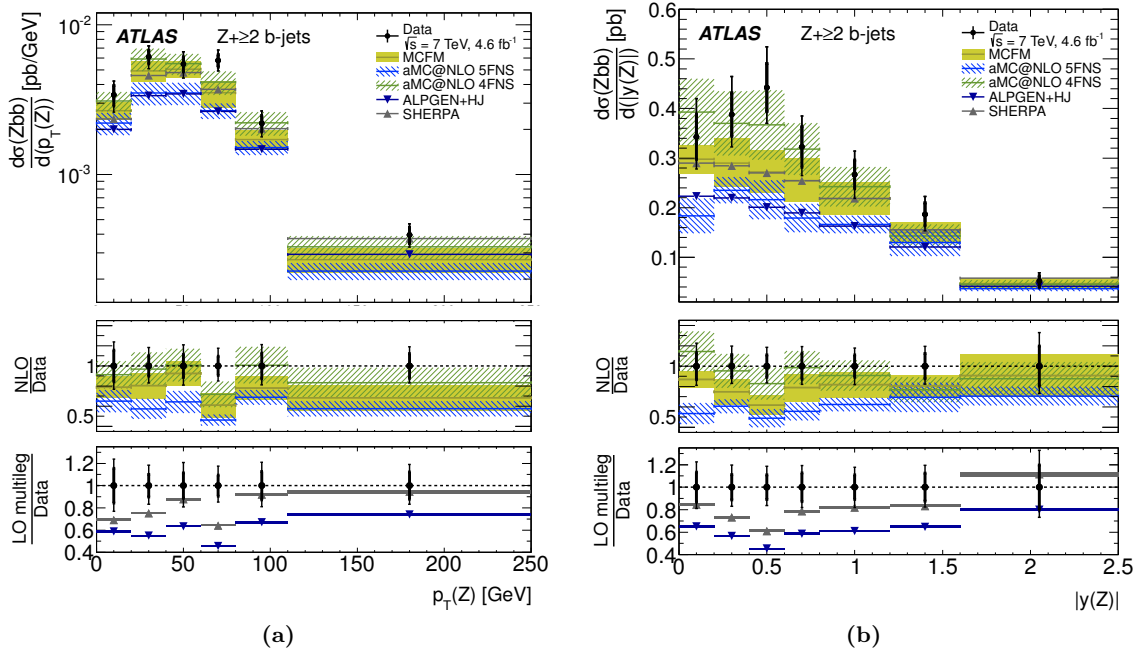 ATLAS Z+≥2 b-jets
Data
√s = 7 TeV, 4.6 fb⁻¹
MCFM
aMC@NLO 5FNS
aMC@NLO 4FNS
ALPGEN+HJ
SHERPA
dσ(Zbb)
d(p_T(Z)) [pb/GeV]
10⁻²
10⁻³
NLO
Data
1
0.5
LO multileg
Data
1.2
1
0.8
0.6
0.4
0 50 100 150 200 250
p_T(Z) [GeV]
(a)
ATLAS Z+≥2 b-jets
Data
√s = 7 TeV, 4.6 fb⁻¹
MCFM
aMC@NLO 5FNS
aMC@NLO 4FNS
ALPGEN+HJ
SHERPA
dσ(Zbb)
d(|y(Z)|) [pb]
0.6
0.5
0.4
0.3
0.2
0.1
NLO
Data
1
0.5
LO multileg
Data
1.2
1
0.8
0.6
0.4
0 0.5 1 1.5 2 2.5
|y(Z)|
(b)